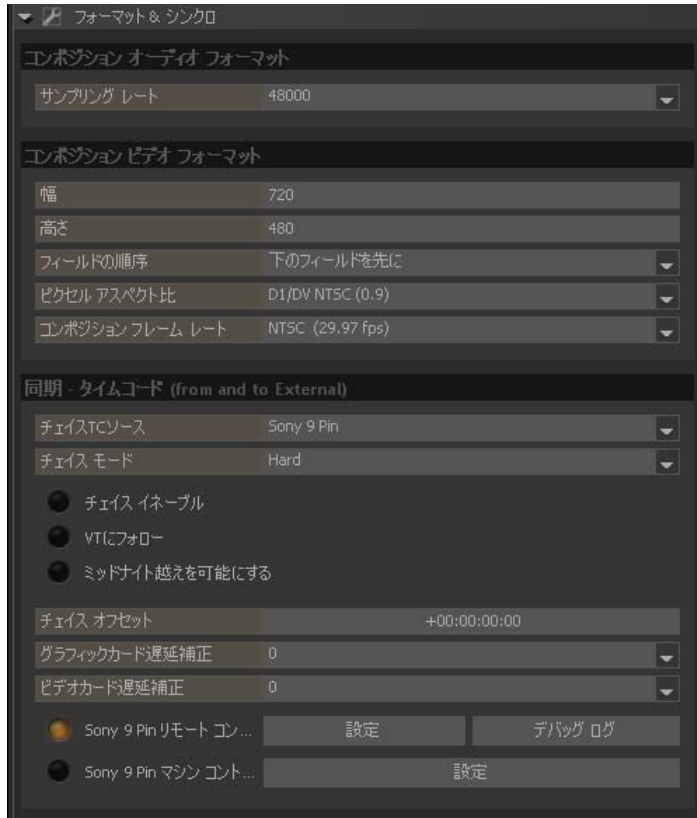 フォーマット & シンクロ
コンポジション オーディオ フォーマット
サンプリング レート 48000
コンポジション ビデオ フォーマット
幅 720
高さ 480
フィールドの順序 下のフィールドを先に
ピクセル アスペクト比 D1/DV NTSC (0.9)
コンポジション フレーム レート NTSC (29.97 fps)
同期 - タイムコード (from and to External)
チェイスTCソース Sony 9 Pin
チェイス モード Hard
チェイス イネーブル
VTにフォロー
ミッドナイト越えを可能にする
チェイス オフセット +00:00:00:00
グラフィックカード遅延補正 0
ビデオカード遅延補正 0
Sony 9 Pin リモート コン... 設定 デバッグ ログ
Sony 9 Pin マシン コント... 設定